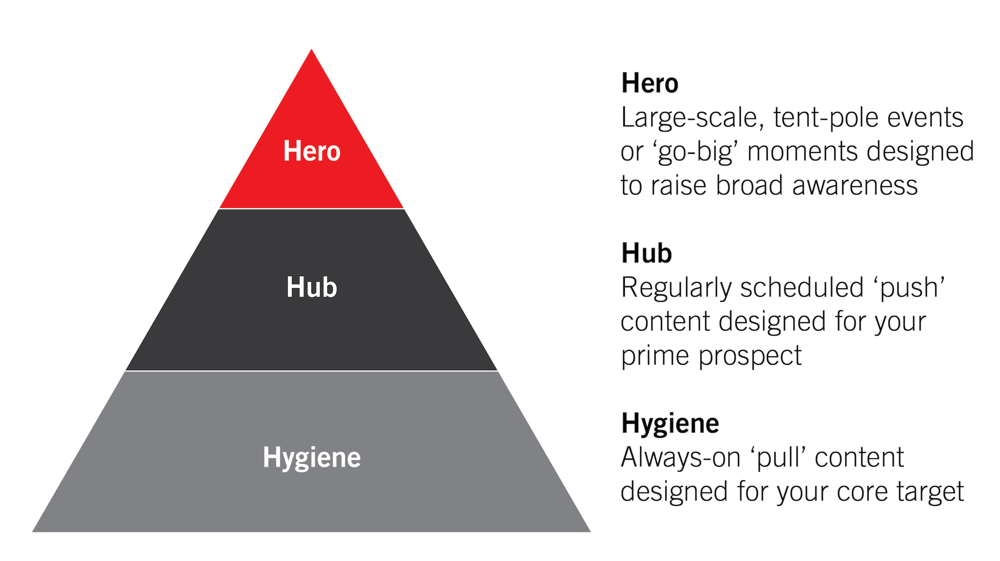 Hero
Hub
Hygiene
Hero
Large-scale, tent-pole events
or ‘go-big’ moments designed
to raise broad awareness
Hub
Regularly scheduled ‘push’
content designed for your
prime prospect
Hygiene
Always-on ‘pull’ content
designed for your core target